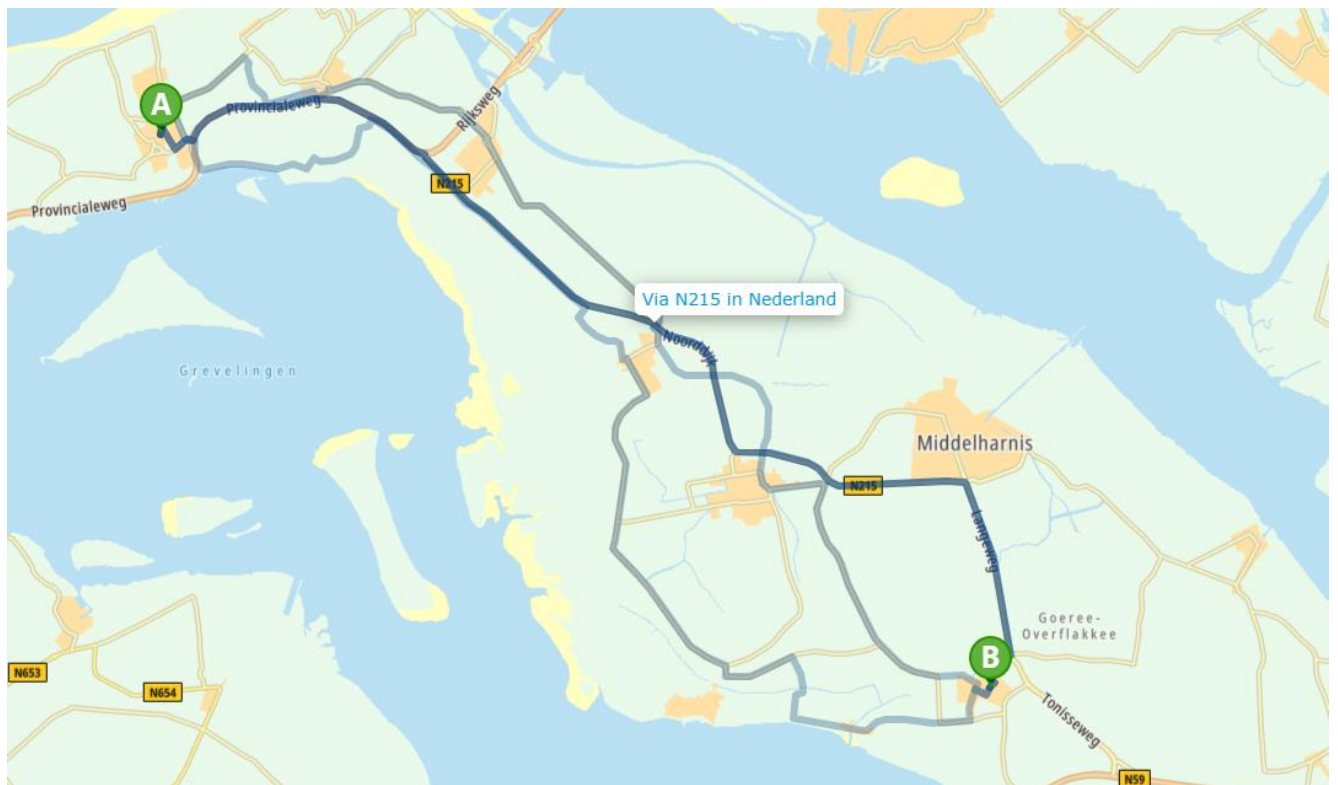 A
Provincialeweg
Rijksweg
N215
Provincialeweg
Via N215 in Nederland
Noorddijk
Grevelingen
Middelharnis
N215
Langeweg
Goeree-
Overflakkee
B
N653
N654
Tonisseweg
N59